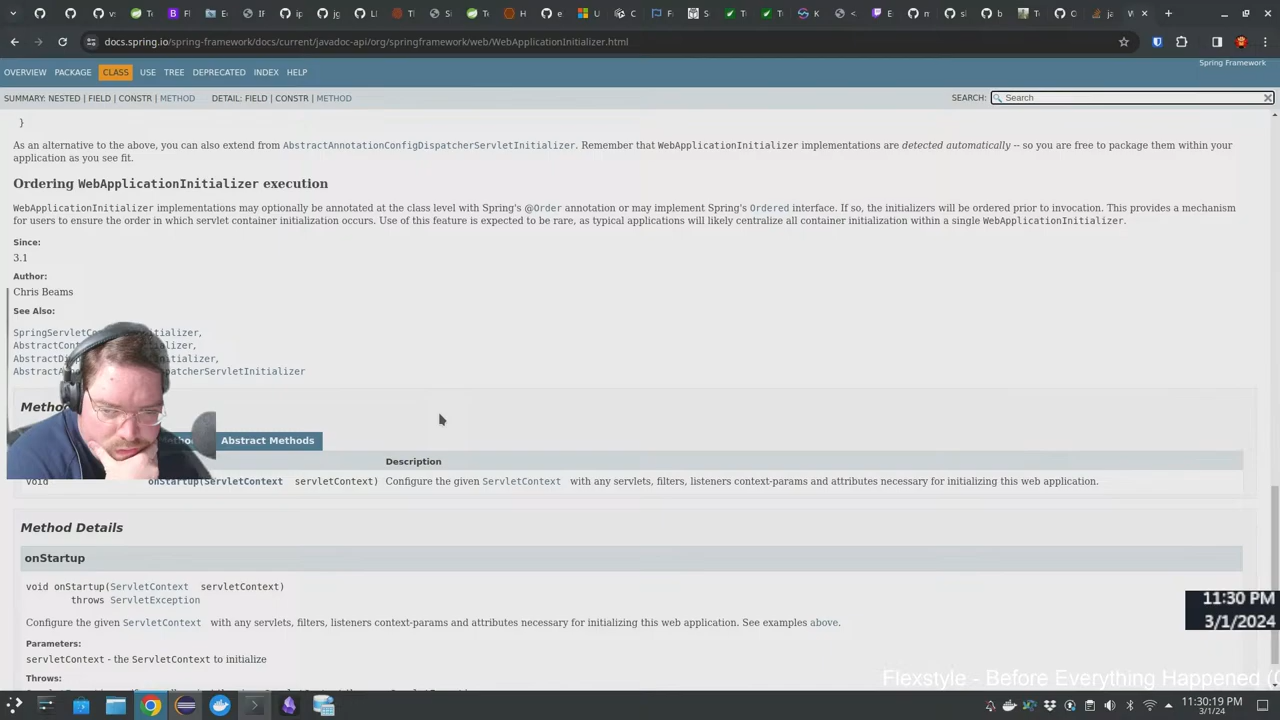 docs.spring.io/spring-framework/docs/current/javadoc-api/org/springframework/web/WebApplicationInitializer.html
Spring Framework
OVERVIEW PACKAGE CLASS USE TREE DEPRECATED INDEX HELP
SUMMARY: NESTED | FIELD | CONSTR | METHOD DETAIL: FIELD | CONSTR | METHOD SEARCH: Search
}
As an alternative to the above, you can also extend from AbstractAnnotationConfigDispatcherServletInitializer. Remember that WebApplicationInitializer implementations are detected automatically -- so you are free to package them within your
application as you see fit.
Ordering WebApplicationInitializer execution
WebApplicationInitializer implementations may optionally be annotated at the class level with Spring's @Order annotation or may implement Spring's Ordered interface. If so, the initializers will be ordered prior to invocation. This provides a mechanism
for users to ensure the order in which servlet container initialization occurs. Use of this feature is expected to be rare, as typical applications will likely centralize all container initialization within a single WebApplicationInitializer.
Since:
3.1
Author:
Chris Beams
See Also:
Abstract Methods
Description
void onStartup(ServletContext servletContext) Configure the given ServletContext with any servlets, filters, listeners context-params and attributes necessary for initializing this web application.
Method Details
onStartup
void onStartup(ServletContext servletContext)
throws ServletException
Configure the given ServletContext with any servlets, filters, listeners context-params and attributes necessary for initializing this web application. See examples above.
Parameters:
servletContext - the ServletContext to initialize
Throws:
11:30 PM
3/1/2024
Flexstyle - Before Everything Happened (
11:30:19 PM
3/1/24